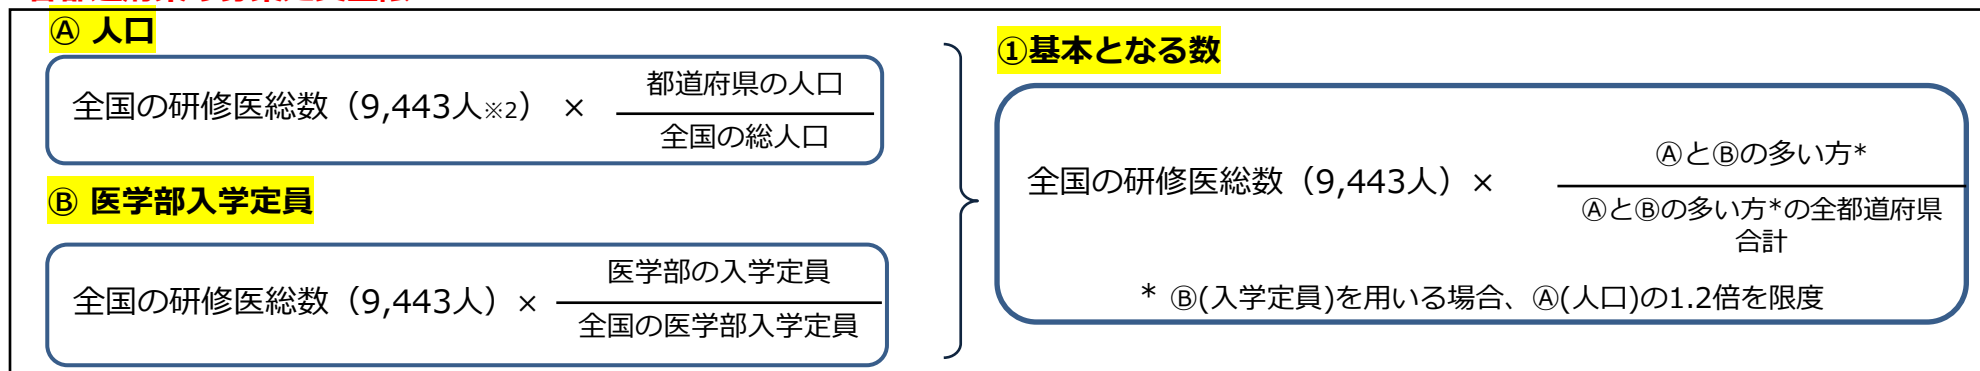 Ⓐ 人口
全国の研修医総数（9,443人※2） × 都道府県の人口
全国の総人口
Ⓑ 医学部入学定員
全国の研修医総数（9,443人）× 医学部の入学定員
全国の医学部入学定員
①基本となる数
全国の研修医総数（9,443人）× ⒶとⒷの多い方*
ⒶとⒷの多い方*の全都道府県
合計
* Ⓑ(入学定員)を用いる場合、Ⓐ(人口)の1.2倍を限度